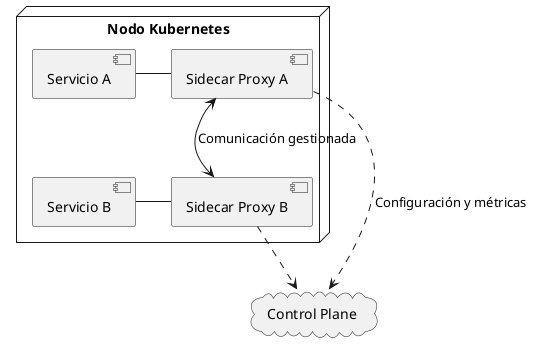 Nodo Kubernetes
Servicio A
Sidecar Proxy A
Comunicación gestionada
Servicio B
Sidecar Proxy B
Configuración y métricas
Control Plane